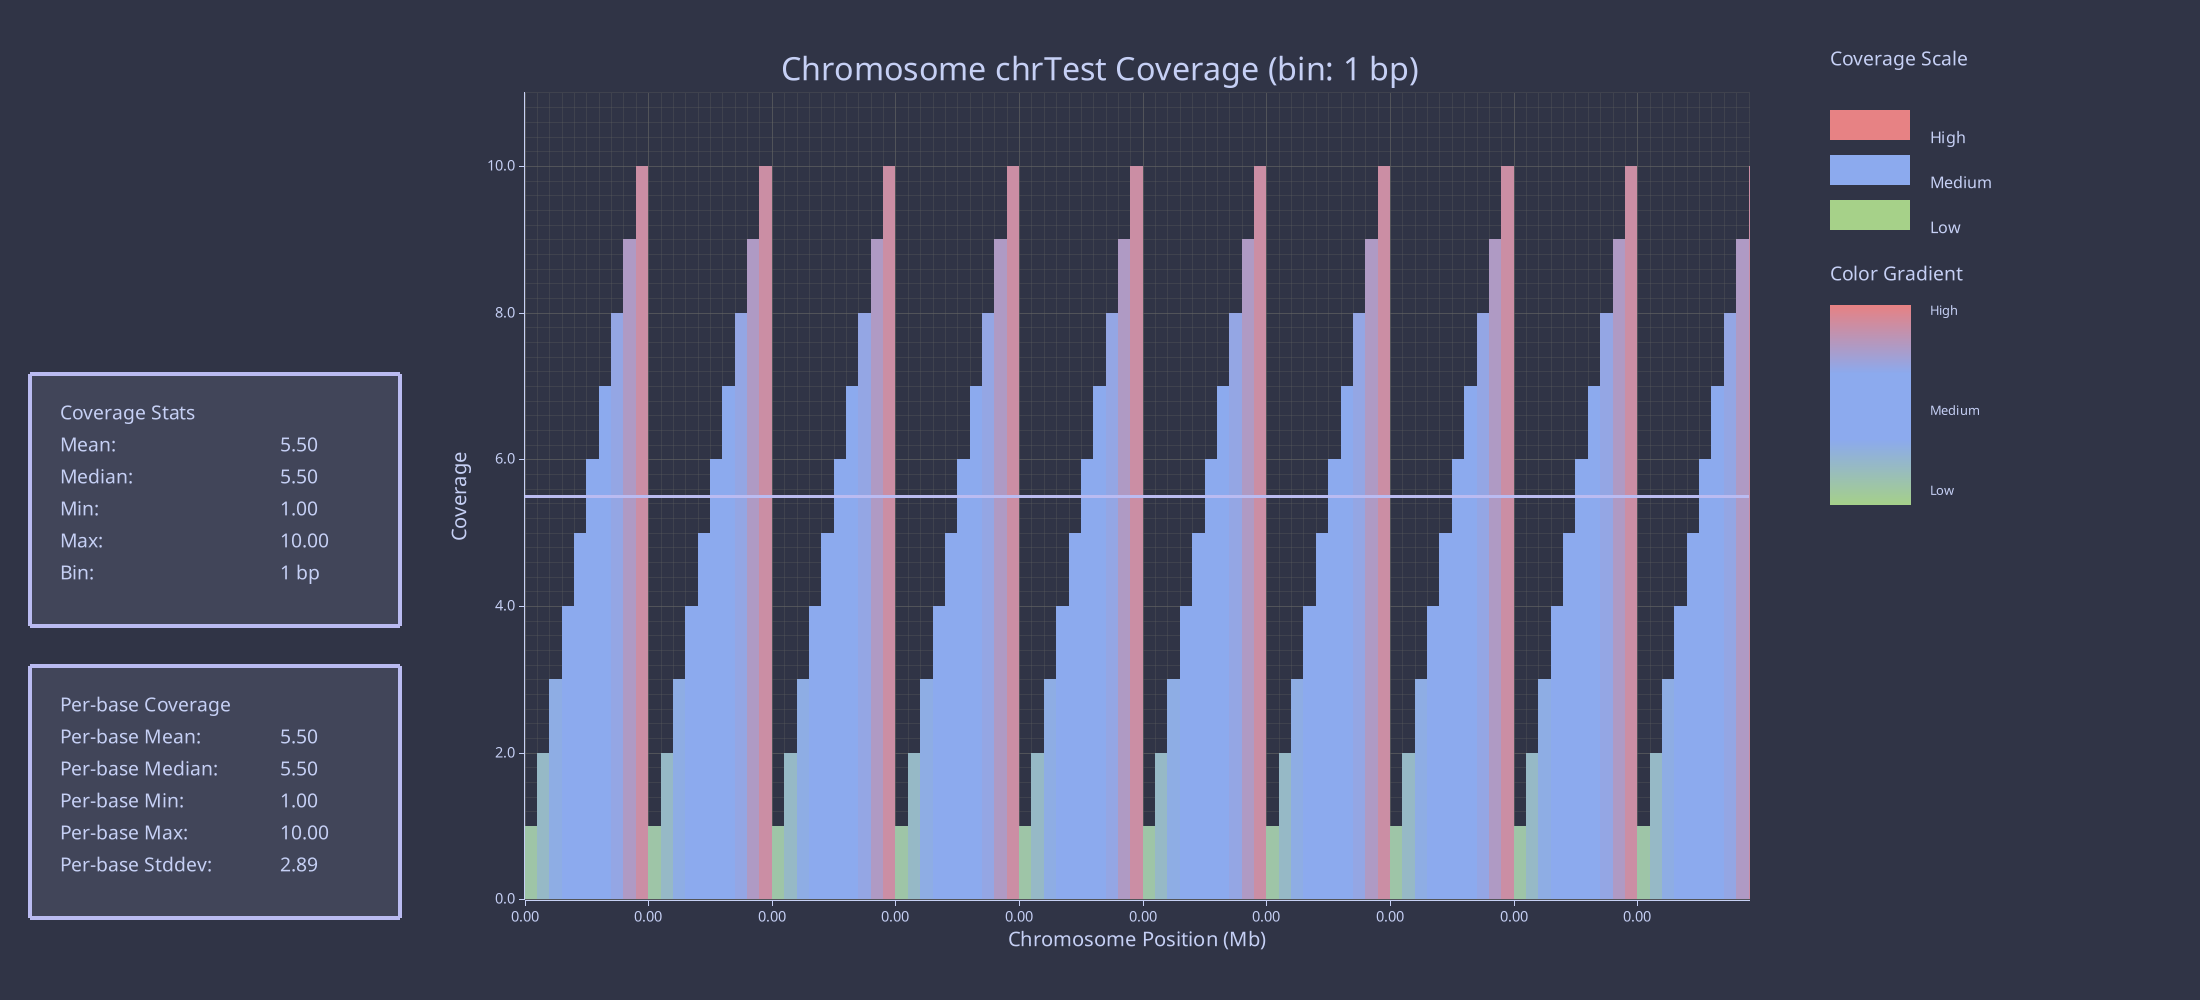 Chromosome chrTest Coverage (bin: 1 bp)
Coverage Stats
Mean: 5.50
Median: 5.50
Min: 1.00
Max: 10.00
Bin: 1 bp
Per-base Coverage
Per-base Mean: 5.50
Per-base Median: 5.50
Per-base Min: 1.00
Per-base Max: 10.00
Per-base Stddev: 2.89
Coverage
10.0
8.0
6.0
4.0
2.0
0.0
0.00 0.00 0.00 0.00 0.00 0.00 0.00 0.00 0.00 0.00
Chromosome Position (Mb)
Coverage Scale
High
Medium
Low
Color Gradient
High
Medium
Low